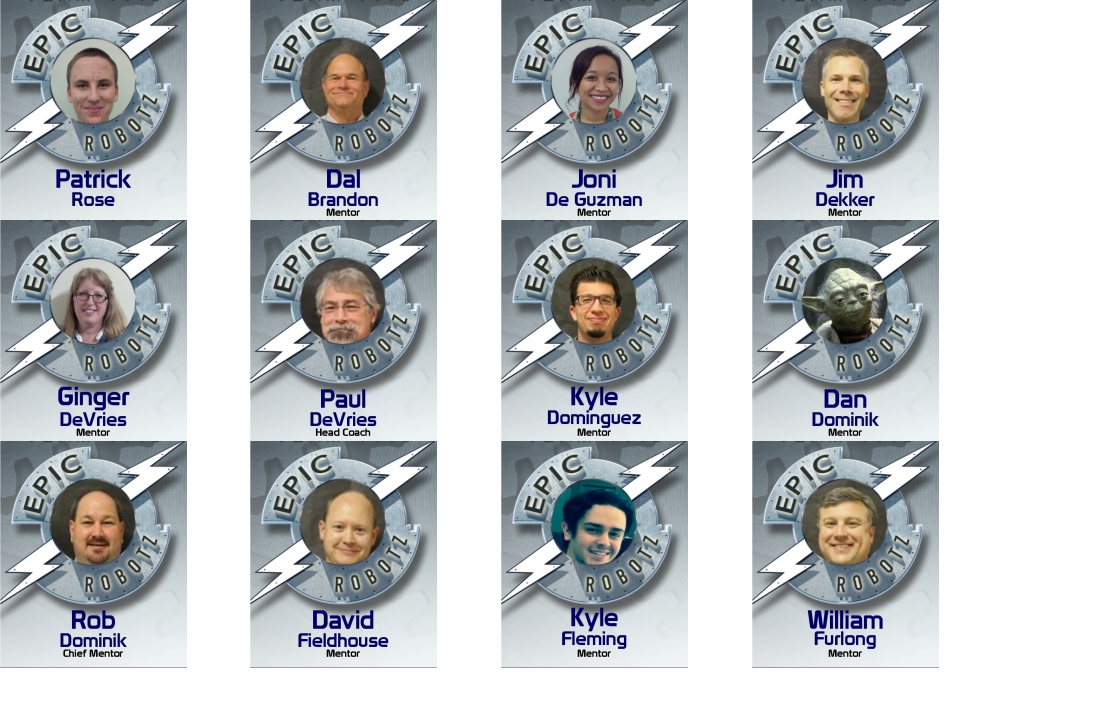 EPIC
ROBOTZ
Patrick
Rose
EPIC
ROBOTZ
Dal
Brandon
Mentor
EPIC
ROBOTZ
Joni
De Guzman
Mentor
EPIC
ROBOTZ
Jim
Dekker
Mentor
EPIC
ROBOTZ
Ginger
DeVries
Mentor
EPIC
ROBOTZ
Paul
DeVries
Head Coach
EPIC
ROBOTZ
Kyle
Dominguez
Mentor
EPIC
ROBOTZ
Dan
Dominik
Mentor
EPIC
ROBOTZ
Rob
Dominik
Chief Mentor
EPIC
ROBOTZ
David
Fieldhouse
Mentor
EPIC
ROBOTZ
Kyle
Fleming
Mentor
EPIC
ROBOTZ
William
Furlong
Mentor